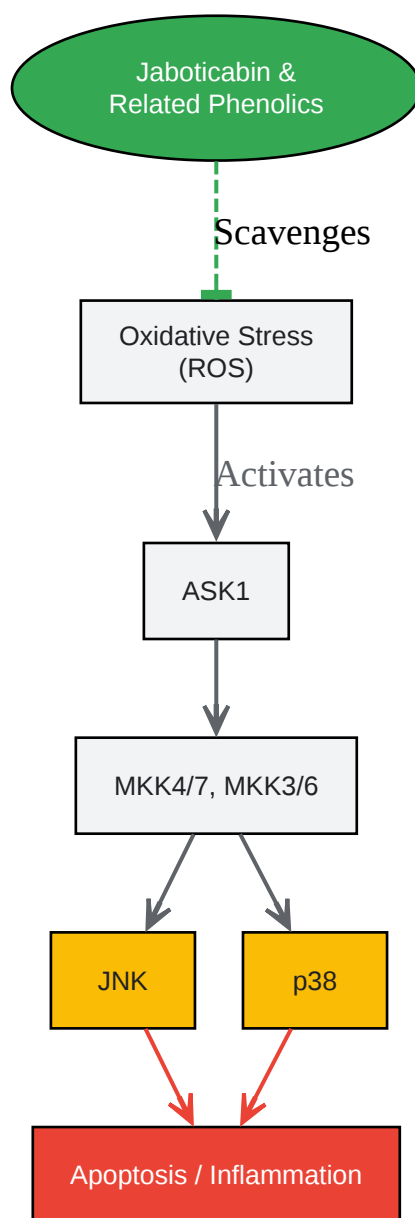 Jaboticabin &
Related Phenolics
Scavenges
Oxidative Stress
(ROS)
Activates
ASK1
MKK4/7, MKK3/6
JNK
p38
Apoptosis / Inflammation